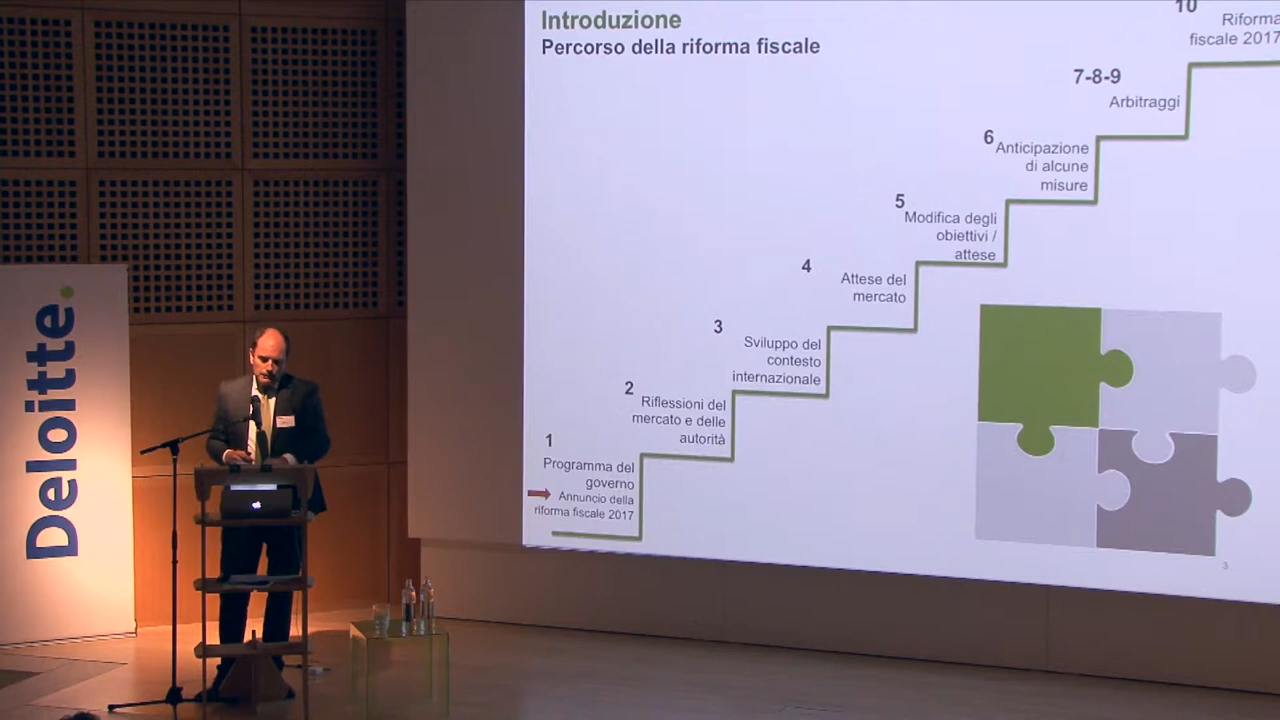 Introduzione
Percorso della riforma fiscale
10
Riforma
fiscale 2017
7-8-9
Arbitraggi
6
Anticipazione
di alcune
misure
5
Modifica degli
obiettivi /
attese
4
Attese del
mercato
3
Sviluppo del
contesto
internazionale
2
Riflessioni del
mercato e delle
autorità
1
Programma del
governo
Annuncio della
riforma fiscale 2017
3
Deloitte.